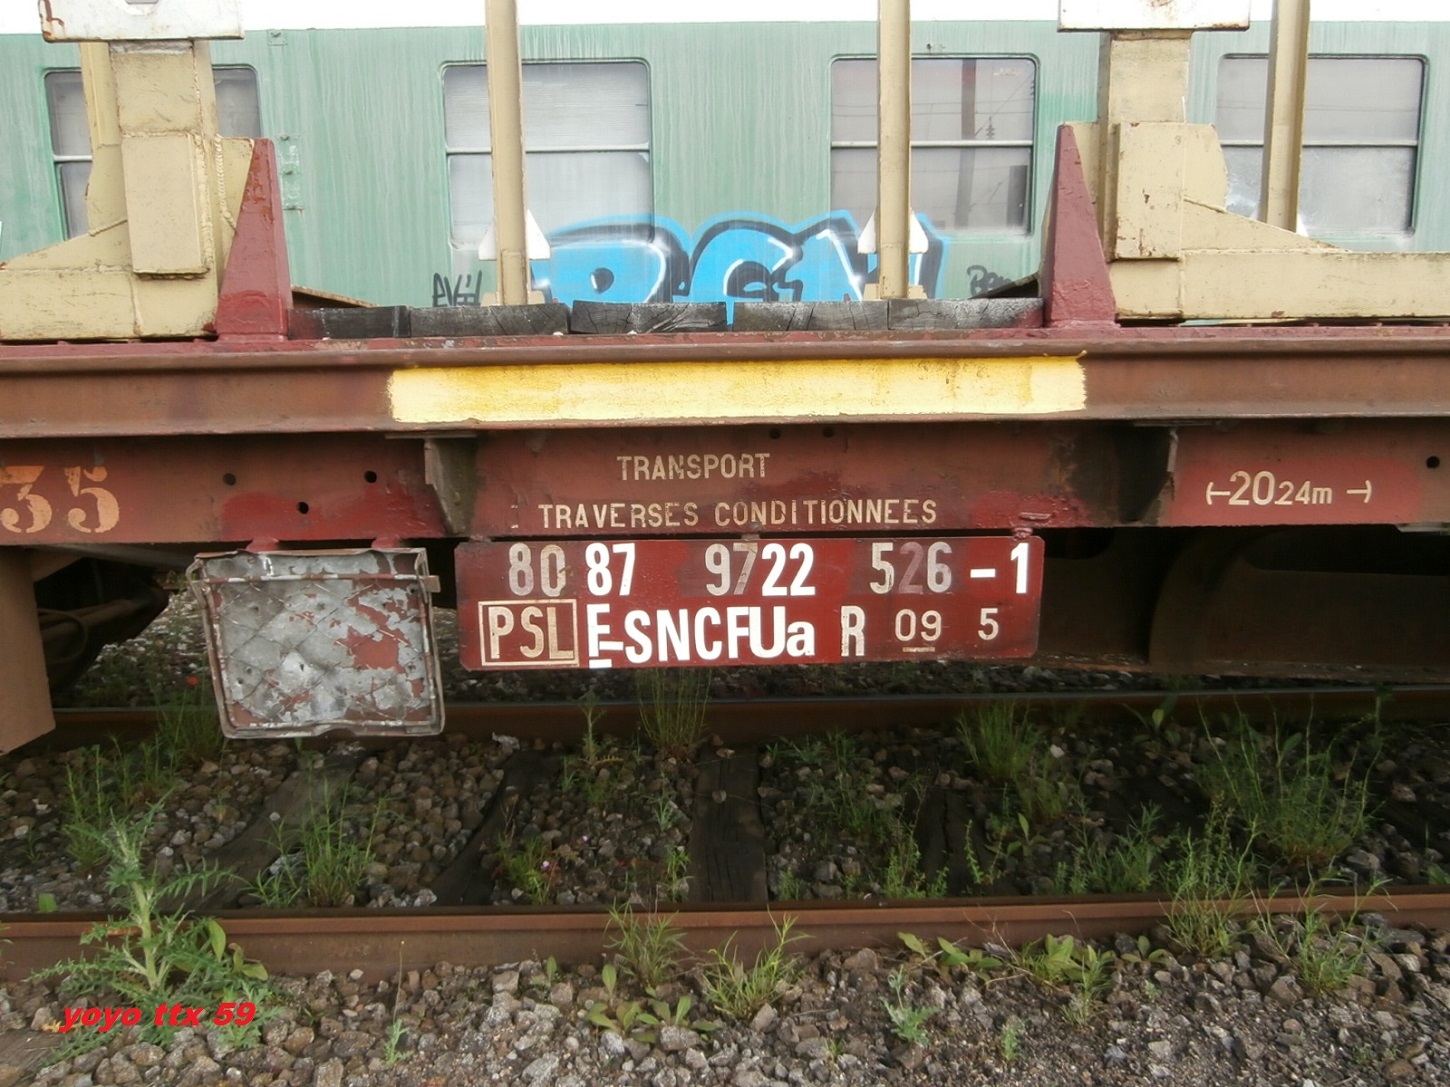 35
TRANSPORT
TRAVERSES CONDITIONNEES
20.24m
80 87 9722 526-1
PSL F-SNCF Ua R 09 5
yoyo ttx 59